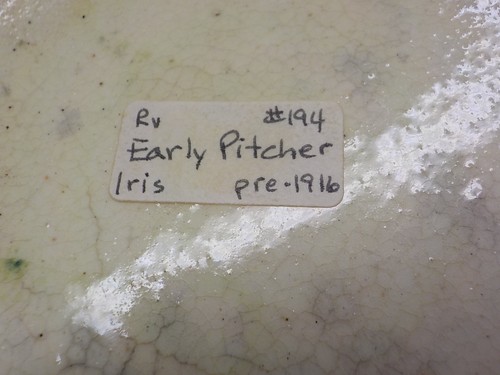 Rv #194
Early Pitcher
Iris pre-1916